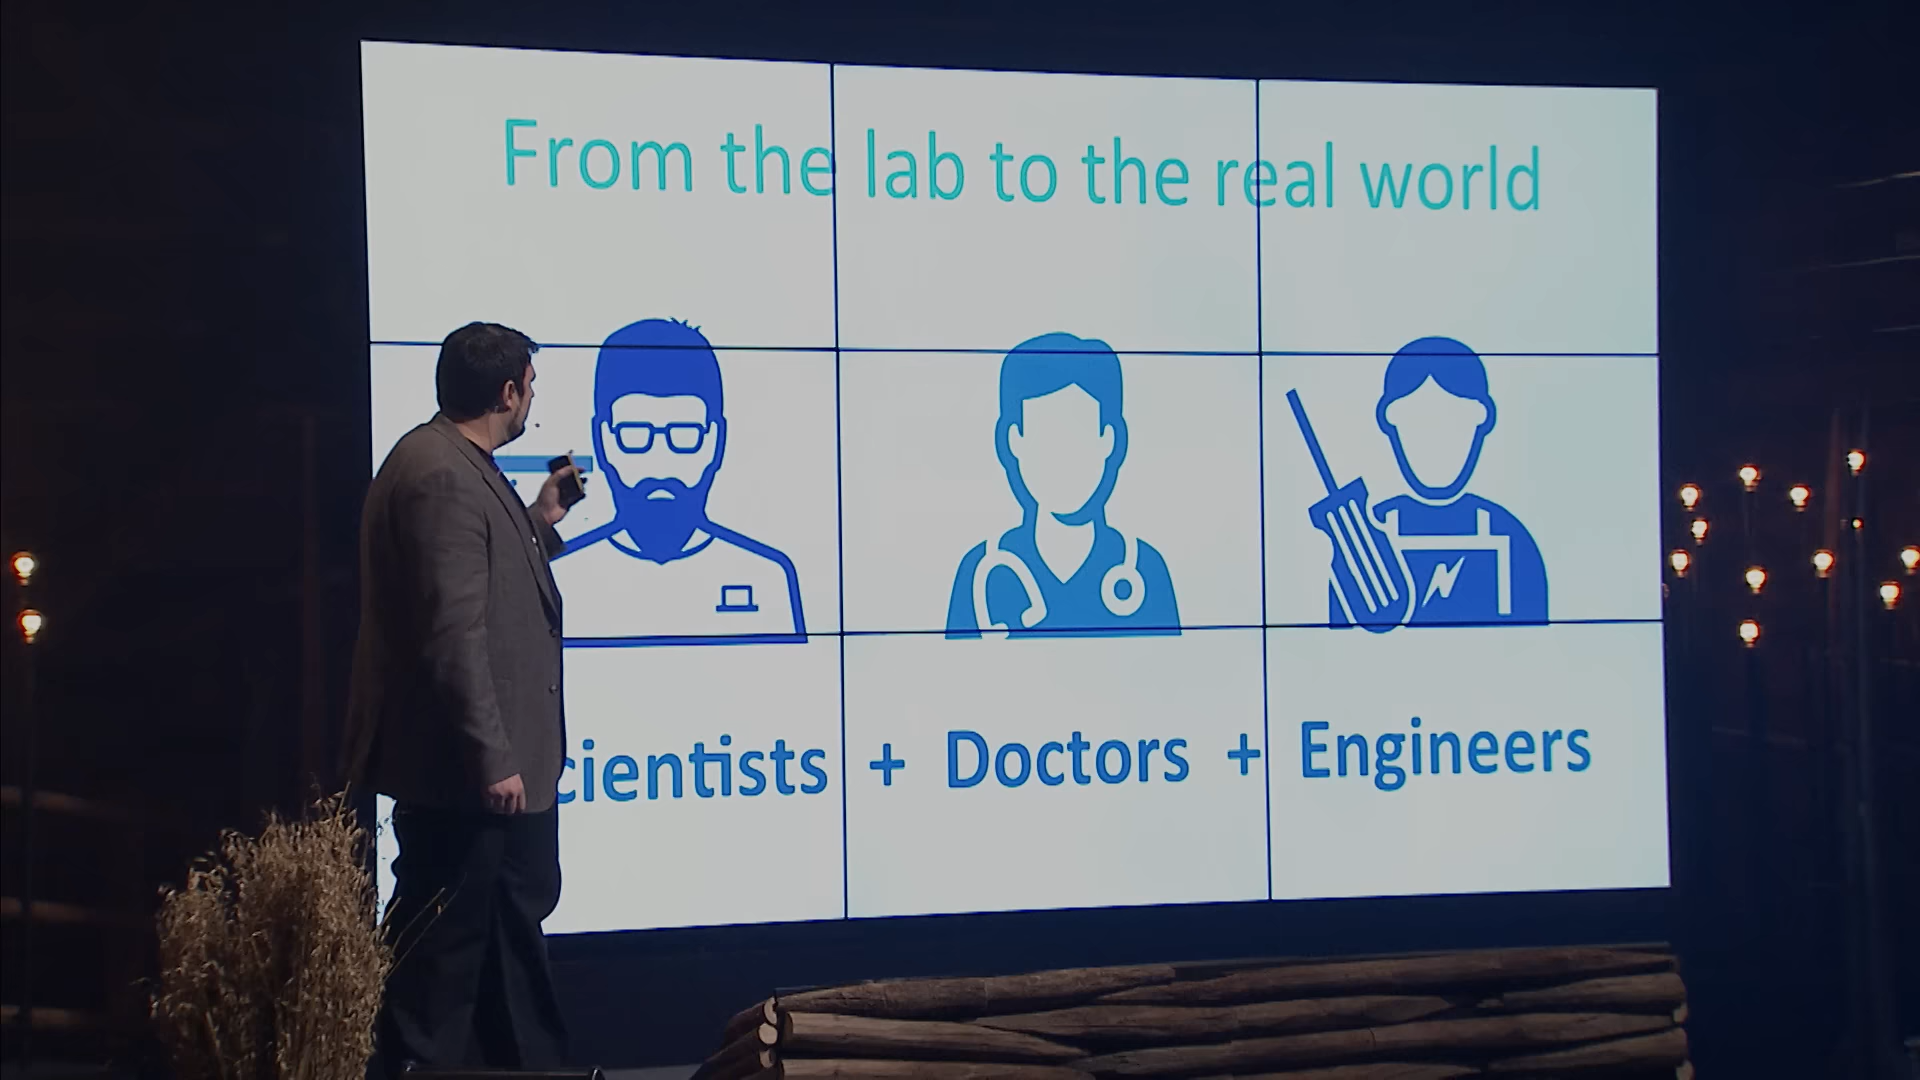 From the lab to the real world
cientists + Doctors + Engineers